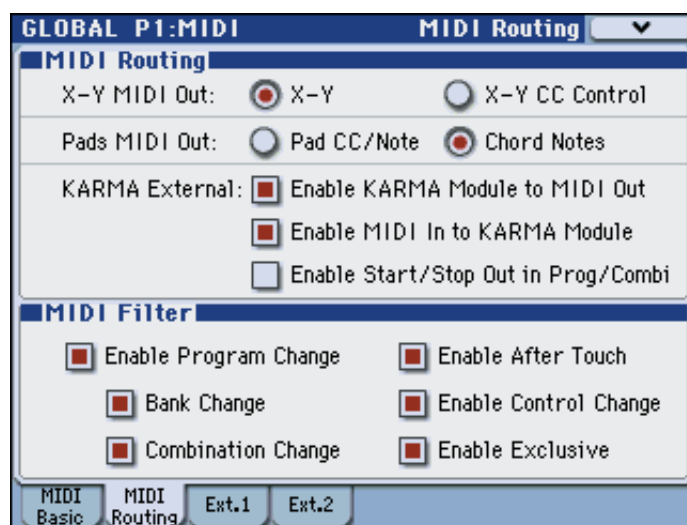 GLOBAL P1:MIDI MIDI Routing
MIDI Routing
X-Y MIDI Out: X-Y X-Y CC Control
Pads MIDI Out: Pad CC/Note Chord Notes
KARMA External: Enable KARMA Module to MIDI Out
Enable MIDI In to KARMA Module
Enable Start/Stop Out in Prog/Combi
MIDI Filter
Enable Program Change Enable After Touch
Bank Change Enable Control Change
Combination Change Enable Exclusive
MIDI Basic MIDI Routing Ext.1 Ext.2